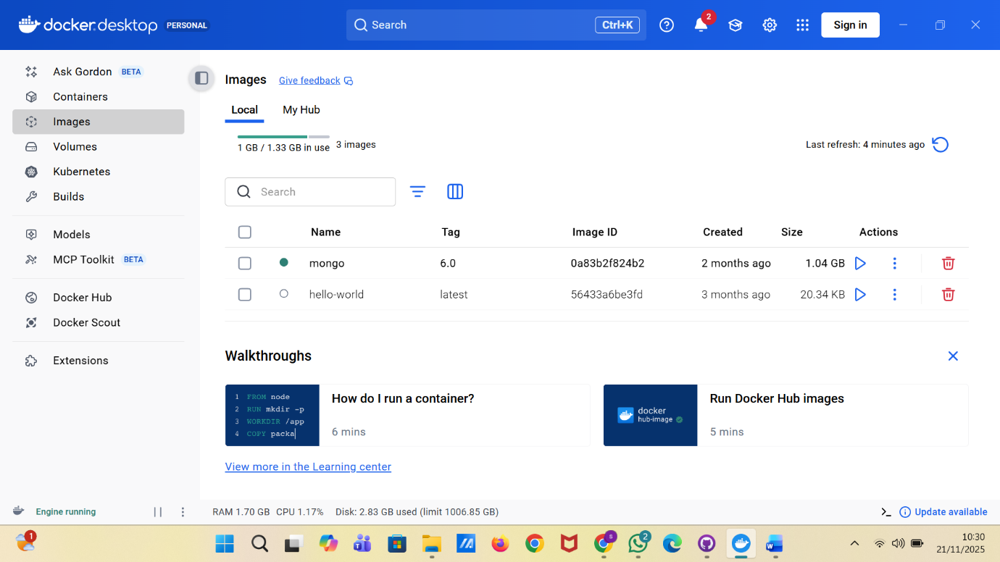 docker.desktop PERSONAL
Search Ctrl+K
2
Sign in
Ask Gordon BETA
Containers
Images
Volumes
Kubernetes
Builds
Models
MCP Toolkit BETA
Docker Hub
Docker Scout
Extensions
Images Give feedback
Local My Hub
1 GB / 1.33 GB in use 3 images
Last refresh: 4 minutes ago
Search
Name Tag Image ID Created Size Actions
mongo 6.0 0a83b2f824b2 2 months ago 1.04 GB
hello-world latest 56433a6be3fd 3 months ago 20.34 KB
Walkthroughs
1 FROM node
2 RUN mkdir -p
3 WORKDIR /app
4 COPY packa
How do I run a container?
6 mins
docker
hub-image
Run Docker Hub images
5 mins
View more in the Learning center
Engine running
RAM 1.70 GB CPU 1.17% Disk: 2.83 GB used (limit 1006.85 GB)
Update available
1
T
s
2
W
10:30
21/11/2025